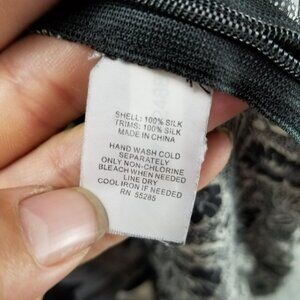 SHELL: 100% SILK
TRIMS: 100% SILK
MADE IN CHINA
HAND WASH COLD
SEPARATELY
ONLY NON-CHLORINE
BLEACH WHEN NEEDED
LINE DRY
COOL IRON IF NEEDED
RN 55285